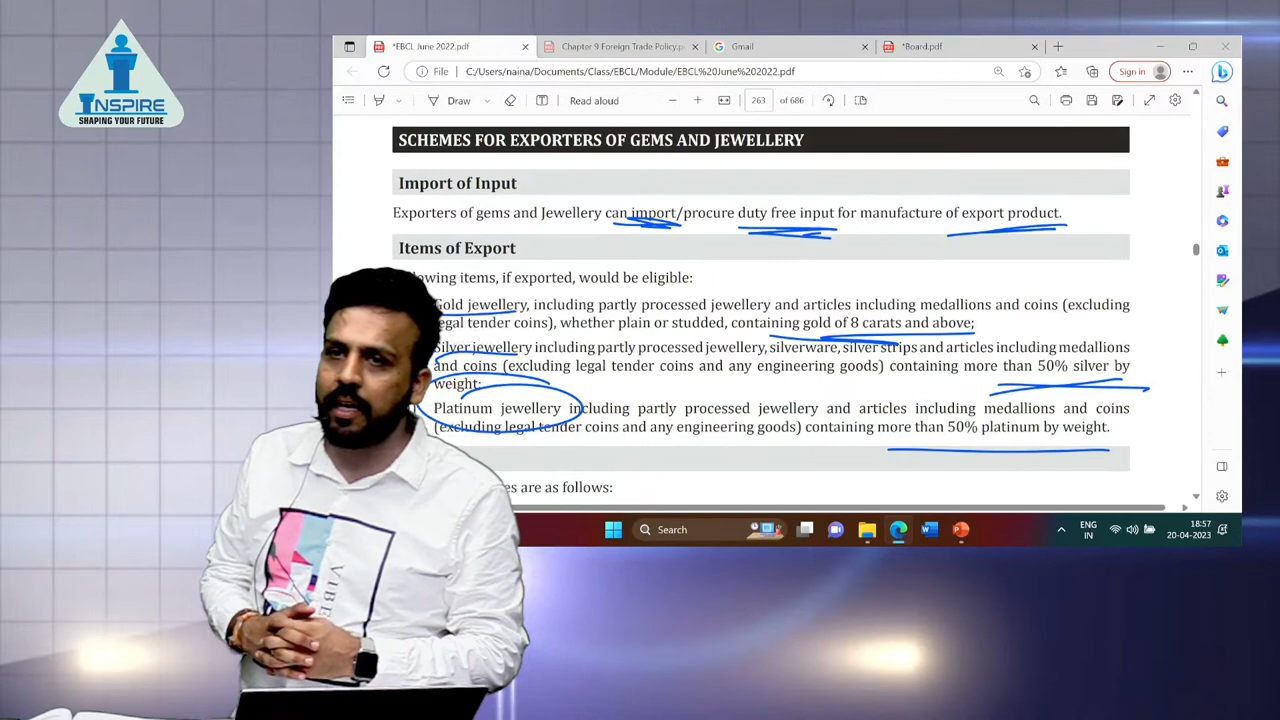 INSPIRE
SHAPING YOUR FUTURE
*EBCL June 2022.pdf
Chapter 9 Foreign Trade Policy.p
Gmail
*Board.pdf
File
C:/Users/naina/Documents/Class/EBCL/Module/EBCL%20June%202022.pdf
Sign in
Draw
Read aloud
263 of 686
SCHEMES FOR EXPORTERS OF GEMS AND JEWELLERY
Import of Input
Exporters of gems and Jewellery can import/procure duty free input for manufacture of export product.
Items of Export
owing items, if exported, would be eligible:
Gold jewellery, including partly processed jewellery and articles including medallions and coins (excluding
legal tender coins), whether plain or studded, containing gold of 8 carats and above;
Silver jewellery including partly processed jewellery, silverware, silver strips and articles including medallions
and coins (excluding legal tender coins and any engineering goods) containing more than 50% silver by
weight;
Platinum jewellery including partly processed jewellery and articles including medallions and coins
(excluding legal tender coins and any engineering goods) containing more than 50% platinum by weight.
es are as follows:
Search
ENG
IN
18:57
20-04-2023
VIBE